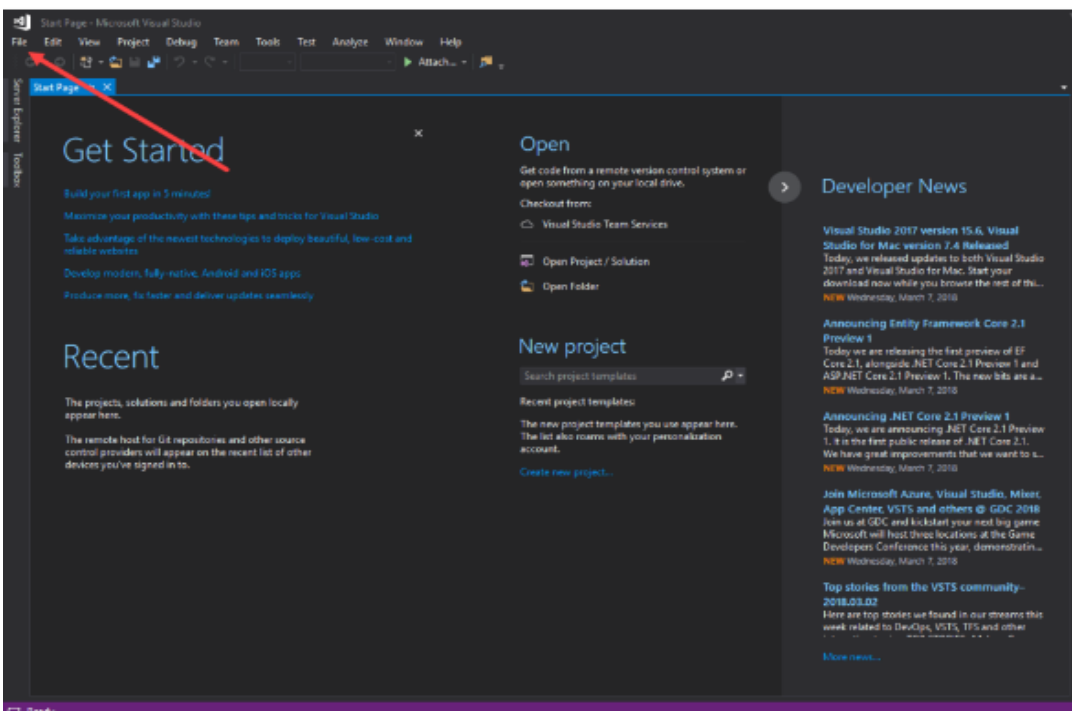 Start Page - Microsoft Visual Studio
File Edit View Project Debug Team Tools Test Analyze Window Help
Attach...
Start Page
Server Explorer
Toolbox
Get Started
Build your first app in 5 minutes!
Maximize your productivity with these tips and tricks for Visual Studio
Take advantage of the newest technologies to deploy beautiful, low-cost and
reliable websites
Develop modern, fully-native, Android and iOS apps
Produce more, fix faster and deliver updates seamlessly
Recent
The projects, solutions and folders you open locally
appear here.
The remote host for Git repositories and other source
control providers will appear on the recent list of other
devices you've signed in to.
Open
Get code from a remote version control system or
open something on your local drive.
Checkout from:
Visual Studio Team Services
Open Project / Solution
Open Folder
New project
Search project templates
Recent project templates:
The new project templates you use appear here.
The list also roams with your personalization
account.
Create new project...
Developer News
Visual Studio 2017 version 15.6, Visual
Studio for Mac version 7.4 Released
Today, we released updates to both Visual Studio
2017 and Visual Studio for Mac. Start your
download now while you browse the rest of thi...
NEW Wednesday, March 7, 2018
Announcing Entity Framework Core 2.1
Preview 1
Today we are releasing the first preview of EF
Core 2.1, alongside .NET Core 2.1 Preview 1 and
ASP.NET Core 2.1 Preview 1. The new bits are a...
NEW Wednesday, March 7, 2018
Announcing .NET Core 2.1 Preview 1
Today, we are announcing .NET Core 2.1 Preview
1. It is the first public release of .NET Core 2.1.
We have great improvements that we want to s...
NEW Wednesday, March 7, 2018
Join Microsoft Azure, Visual Studio, Mixer,
App Center, VSTS and others @ GDC 2018
Join us at GDC and kickstart your next big game
Microsoft will host three locations at the Game
Developers Conference this year, demonstratin...
NEW Wednesday, March 7, 2018
Top stories from the VSTS community–
2018.03.02
Here are top stories we found in our streams this
week related to DevOps, VSTS, TFS and other
More news...
Ready